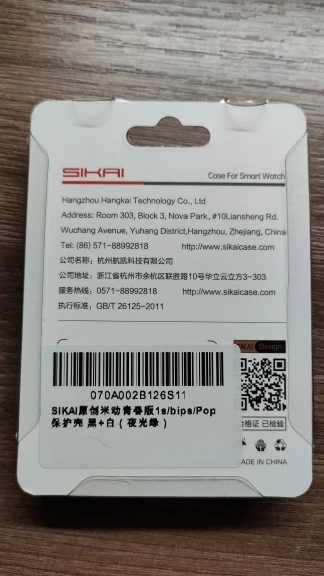 SIKAI
Case For Smart Watch
Hangzhou Hangkai Technology Co., Ltd
Address: Room 303, Block 3, Nova Park, #10Liansheng Rd.
Wuchang Avenue, Yuhang District,Hangzhou, Zhejiang, China
Tel: (86) 571-88992818 http://www.sikaicase.com
公司名称：杭州航凯科技有限公司
公司地址：浙江省杭州市余杭区联胜路10号华立云立方3-303
服务热线：0571-88992818 http://www.sikaicase.com
执行标准：GB/T 26125-2011
SIKAI Design
070A002B126S11
SIKAI原创米动青春版1s/bips/Pop
保护壳 黑+白（夜光绿）
合格证 已检验
MADE IN CHINA